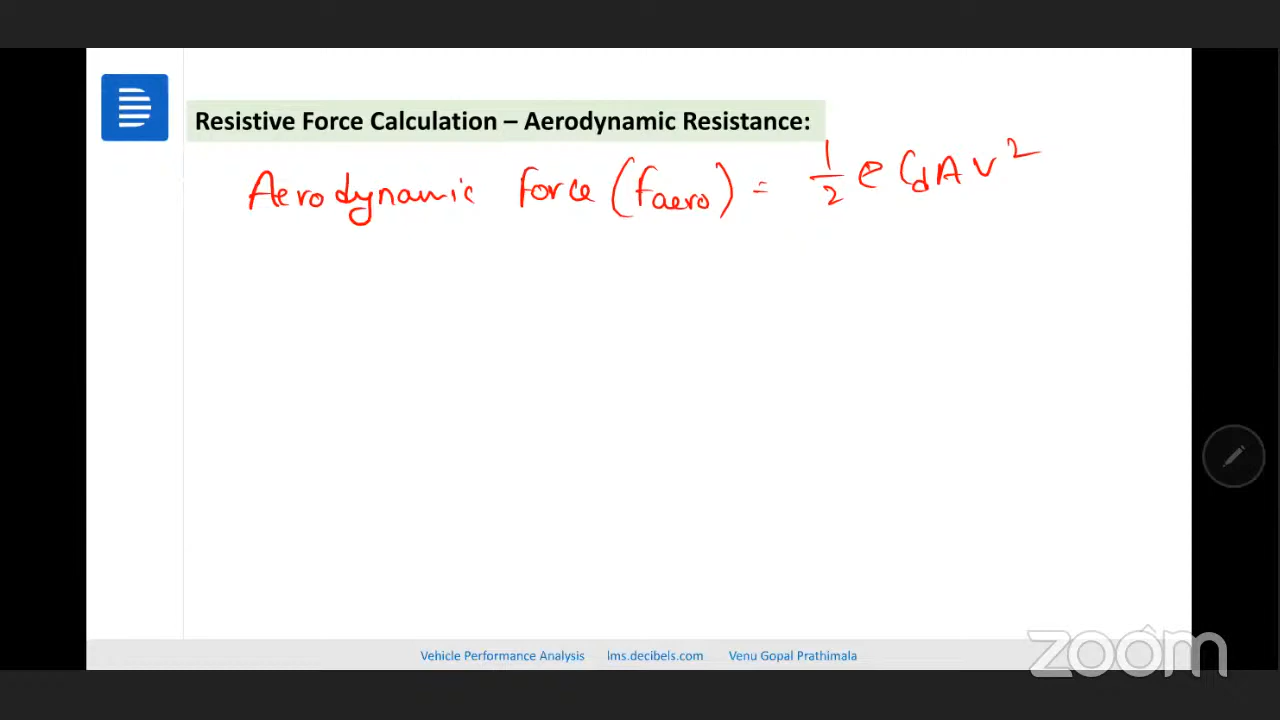 Resistive Force Calculation – Aerodynamic Resistance:
Aerodynamic Force (Faero) = 1/2 ρ Cd A v²
Vehicle Performance Analysis lms.decibels.com Venu Gopal Prathimala
zoom